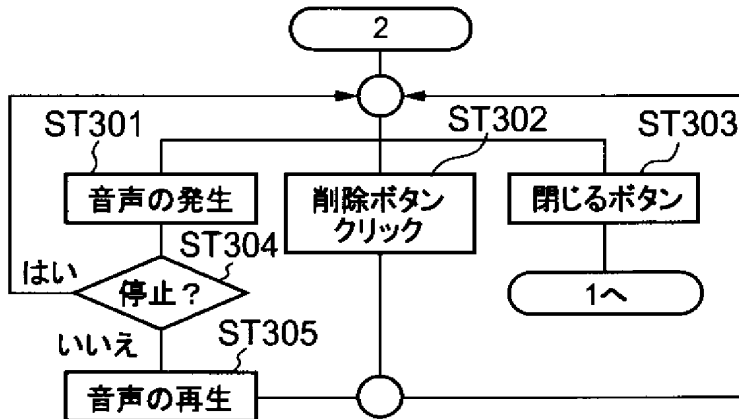 2
ST301
ST302
ST303
音声の発生
削除ボタン
クリック
閉じるボタン
ST304
はい
停止？
1へ
いいえ
ST305
音声の再生